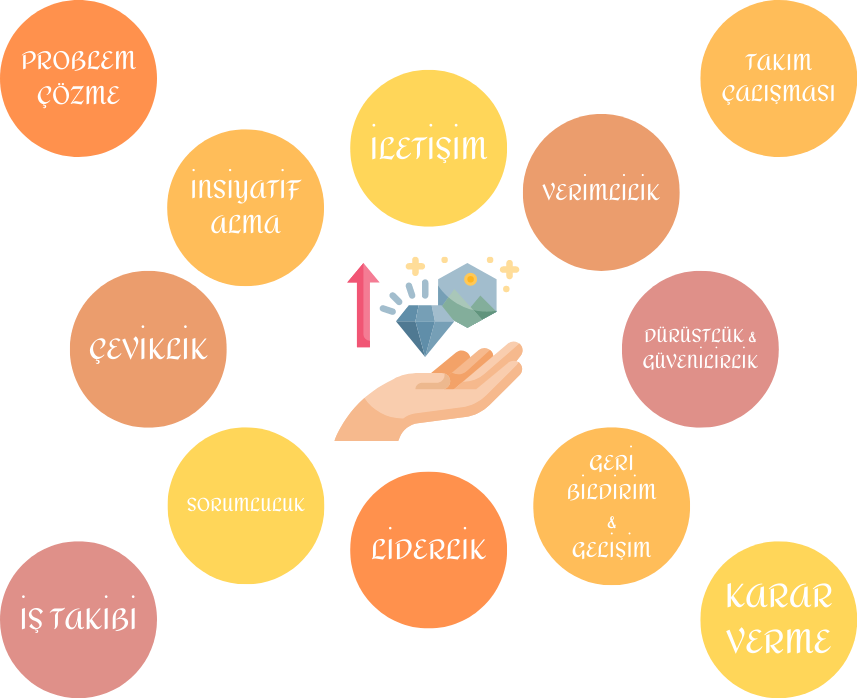 PROBLEM
ÇÖZME
TAKIM
ÇALIŞMASI
İLETİŞİM
İNSİYATİF
ALMA
VERİMLİLİK
ÇEVİKLİK
DÜRÜSTLÜK &
GÜVENİLİRLİK
SORUMLULUK
LİDERLİK
GERİ
BİLDİRİM
&
GELİŞİM
İŞ TAKİBİ
KARAR
VERME